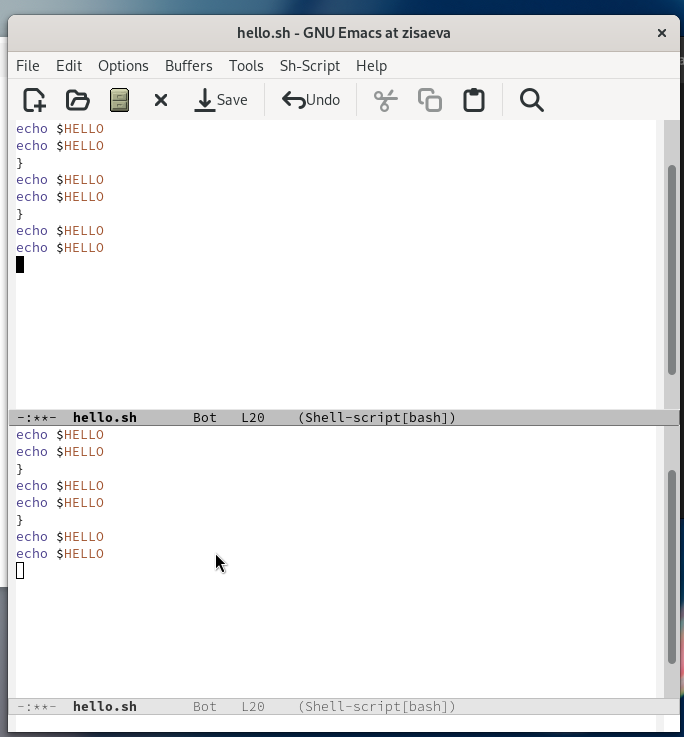 hello.sh - GNU Emacs at zisaeva
File Edit Options Buffers Tools Sh-Script Help
Save Undo
echo $HELLO
echo $HELLO
}
echo $HELLO
echo $HELLO
}
echo $HELLO
echo $HELLO
-:**- hello.sh Bot L20 (Shell-script[bash])
echo $HELLO
echo $HELLO
}
echo $HELLO
echo $HELLO
}
echo $HELLO
echo $HELLO
-:**- hello.sh Bot L20 (Shell-script[bash])